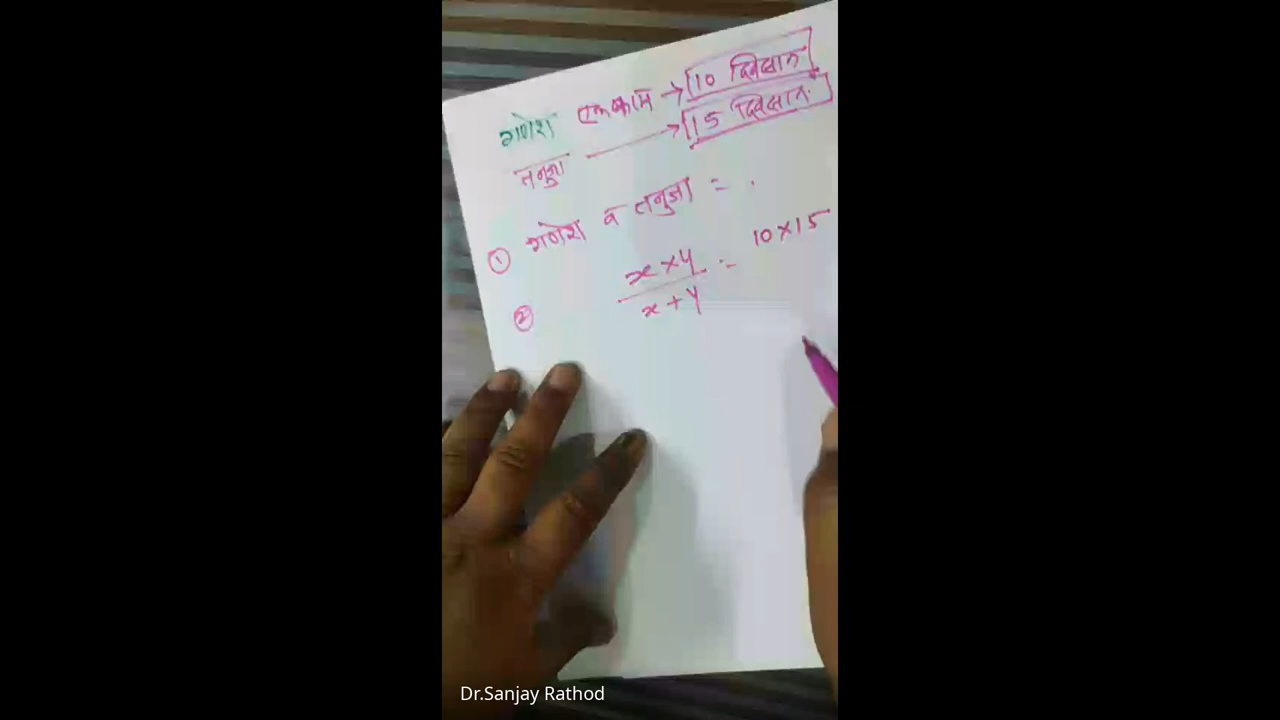 गणेश एक काम → 10 दिवसात
तनुजा → 15 दिवसात
① गणेश व तनुजा =
② x × y / x + y = 10 × 15
Dr.Sanjay Rathod